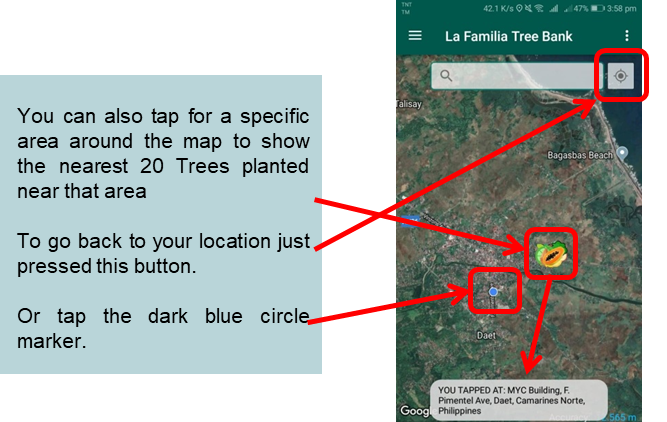 TNT
TM
42.1 K/s 47% 3:58 pm
La Familia Tree Bank
You can also tap for a specific
area around the map to show
the nearest 20 Trees planted
near that area
To go back to your location just
pressed this button.
Or tap the dark blue circle
marker.
Talisay
Bagasbas Beach
Daet
YOU TAPPED AT: MYC Building, F.
Pimentel Ave, Daet, Camarines Norte,
Philippines
Google